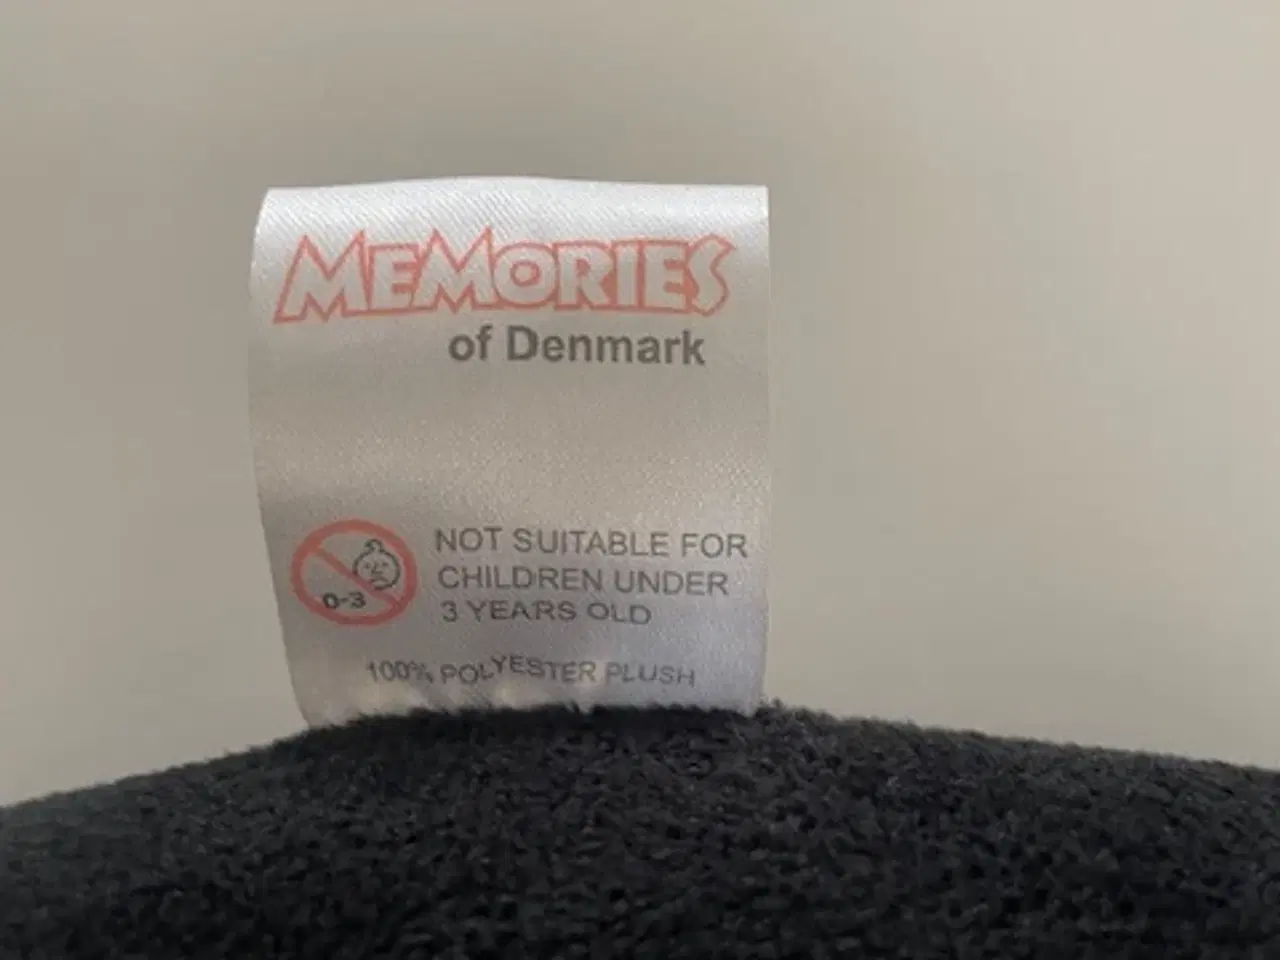 MEMORIES
of Denmark
NOT SUITABLE FOR
CHILDREN UNDER
0-3
3 YEARS OLD
100% POLYESTER PLUSH